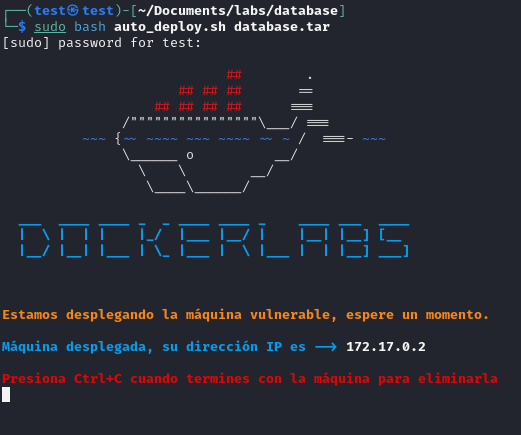 ┌──(test㉿test)-[~/Documents/labs/database]
└─$ sudo bash auto_deploy.sh database.tar
[sudo] password for test:
DOCKERLABS
Estamos desplegando la máquina vulnerable, espere un momento.
Máquina desplegada, su dirección IP es --> 172.17.0.2
Presiona Ctrl+C cuando termines con la máquina para eliminarla